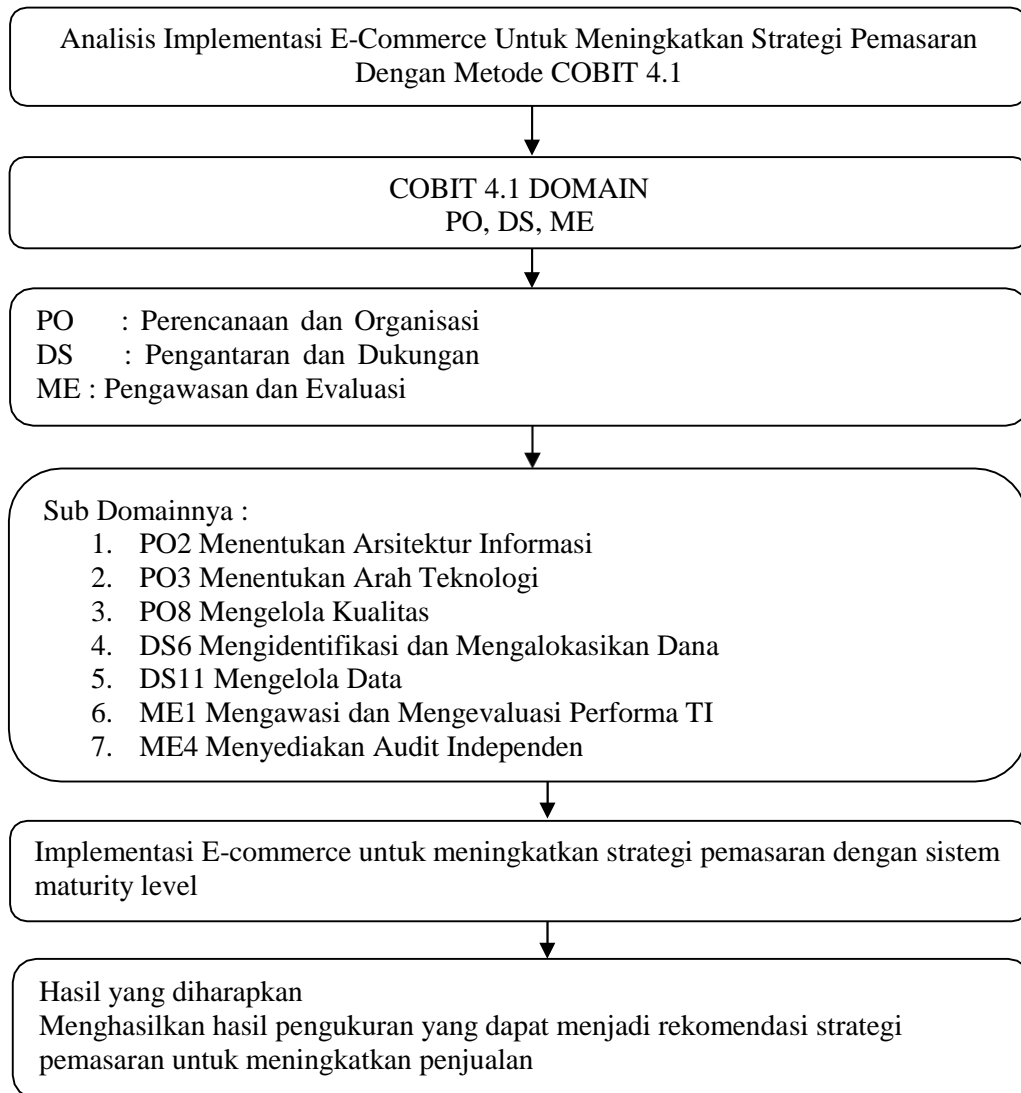 Analisis Implementasi E-Commerce Untuk Meningkatkan Strategi Pemasaran
Dengan Metode COBIT 4.1
COBIT 4.1 DOMAIN
PO, DS, ME
PO : Perencanaan dan Organisasi
DS : Pengantaran dan Dukungan
ME : Pengawasan dan Evaluasi
Sub Domainnya :
1. PO2 Menentukan Arsitektur Informasi
2. PO3 Menentukan Arah Teknologi
3. PO8 Mengelola Kualitas
4. DS6 Mengidentifikasi dan Mengalokasikan Dana
5. DS11 Mengelola Data
6. ME1 Mengawasi dan Mengevaluasi Performa TI
7. ME4 Menyediakan Audit Independen
Implementasi E-commerce untuk meningkatkan strategi pemasaran dengan sistem
maturity level
Hasil yang diharapkan
Menghasilkan hasil pengukuran yang dapat menjadi rekomendasi strategi
pemasaran untuk meningkatkan penjualan